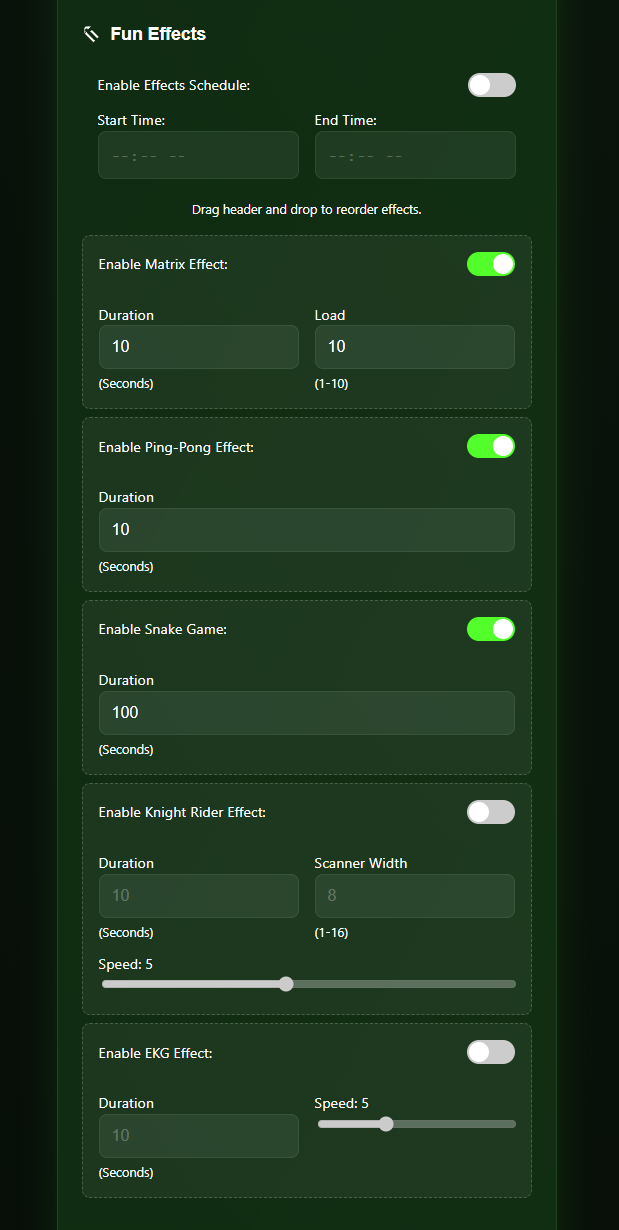 Fun Effects
Enable Effects Schedule:
Start Time: End Time:
--:-- -- --:-- --
Drag header and drop to reorder effects.
Enable Matrix Effect:
Duration Load
10 10
(Seconds) (1-10)
Enable Ping-Pong Effect:
Duration
10
(Seconds)
Enable Snake Game:
Duration
100
(Seconds)
Enable Knight Rider Effect:
Duration Scanner Width
10 8
(Seconds) (1-16)
Speed: 5
Enable EKG Effect:
Duration Speed: 5
10
(Seconds)